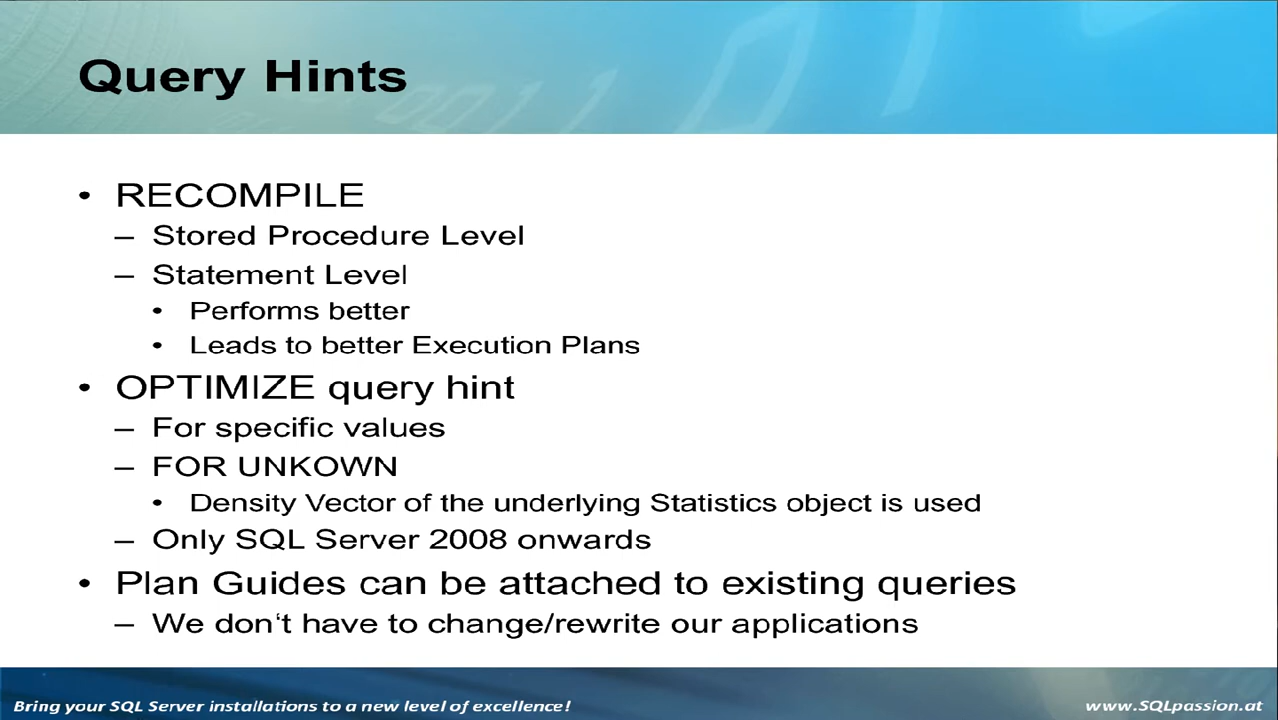 Query Hints
• RECOMPILE
– Stored Procedure Level
– Statement Level
• Performs better
• Leads to better Execution Plans
• OPTIMIZE query hint
– For specific values
– FOR UNKOWN
• Density Vector of the underlying Statistics object is used
– Only SQL Server 2008 onwards
• Plan Guides can be attached to existing queries
– We don‘t have to change/rewrite our applications
Bring your SQL Server installations to a new level of excellence!
www.SQLpassion.at